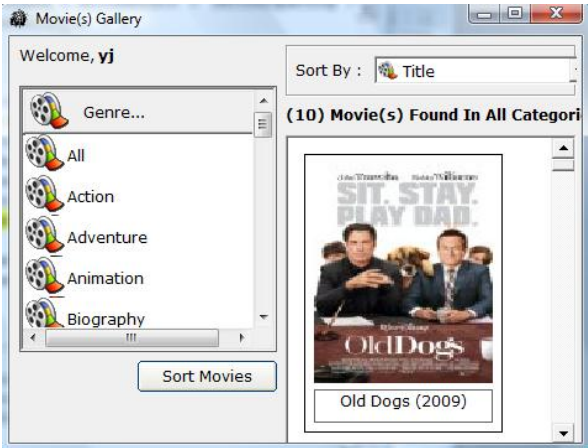 Movie(s) Gallery
Welcome, yj
Genre...
All
Action
Adventure
Animation
Biography
Sort Movies
Sort By : Title
(10) Movie(s) Found In All Categori
SIT. STAY.
PLAY DAD.
Old Dogs
Old Dogs (2009)